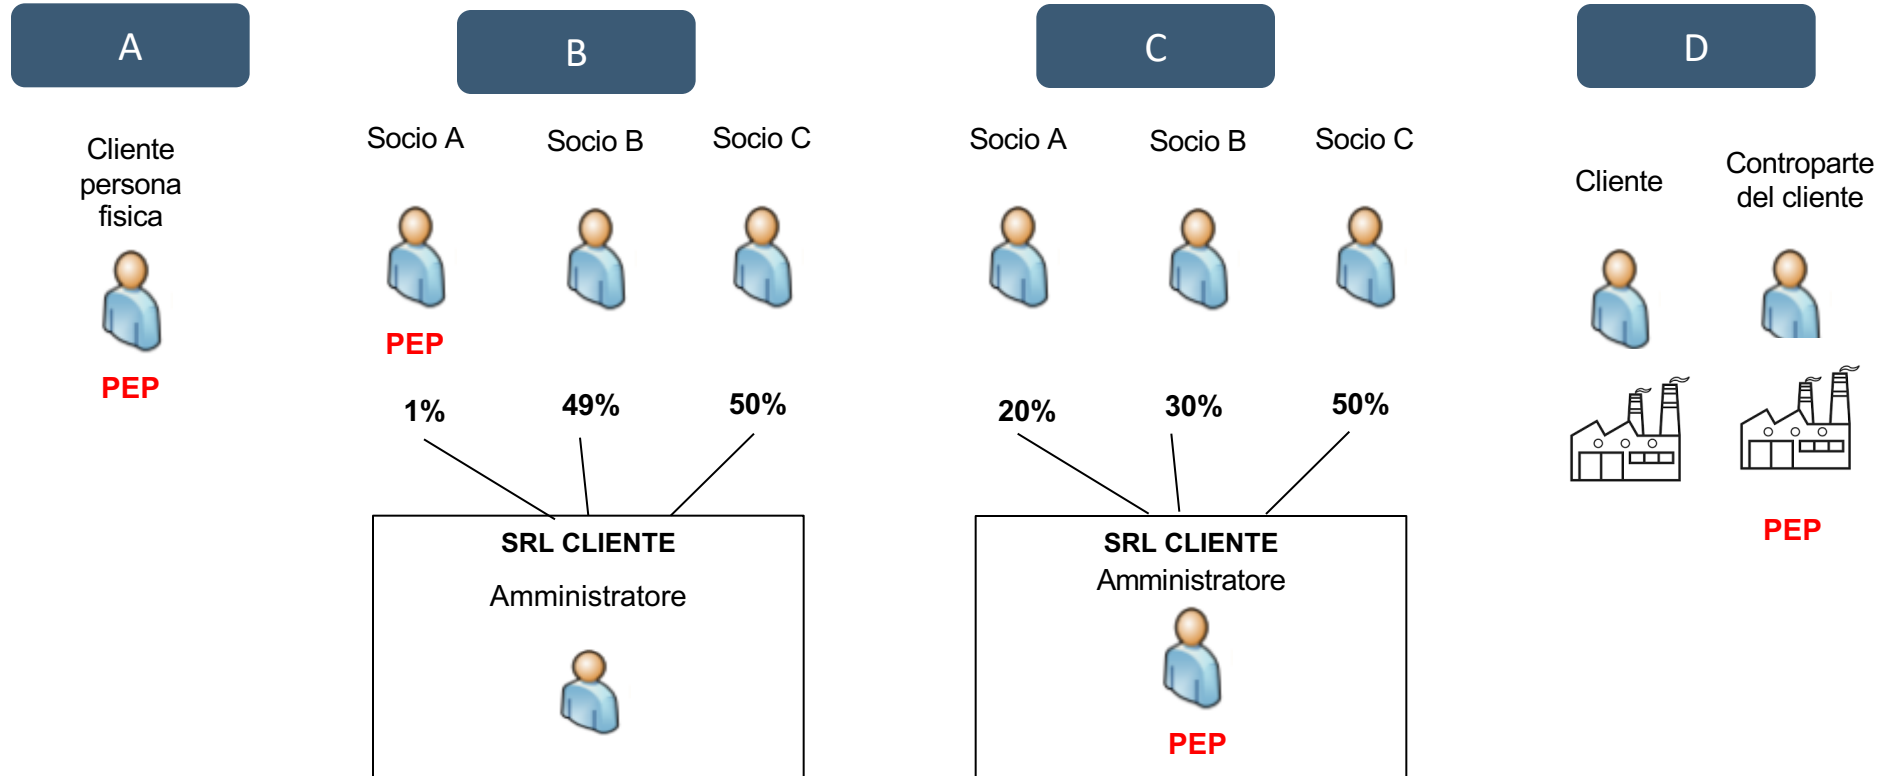 A
Cliente
persona
fisica
PEP
B
Socio A
Socio B
Socio C
PEP
1%
49%
50%
SRL CLIENTE
Amministratore
C
Socio A
Socio B
Socio C
20%
30%
50%
SRL CLIENTE
Amministratore
PEP
D
Cliente
Controparte
del cliente
PEP